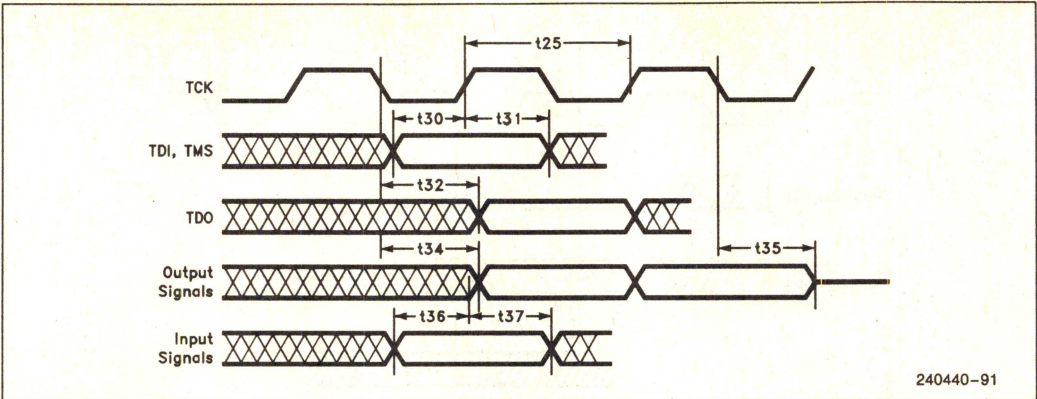 t25
TCK
t30 t31
TDI, TMS
t32
TDO
t34 t35
Output
Signals
t36 t37
Input
Signals
240440-91